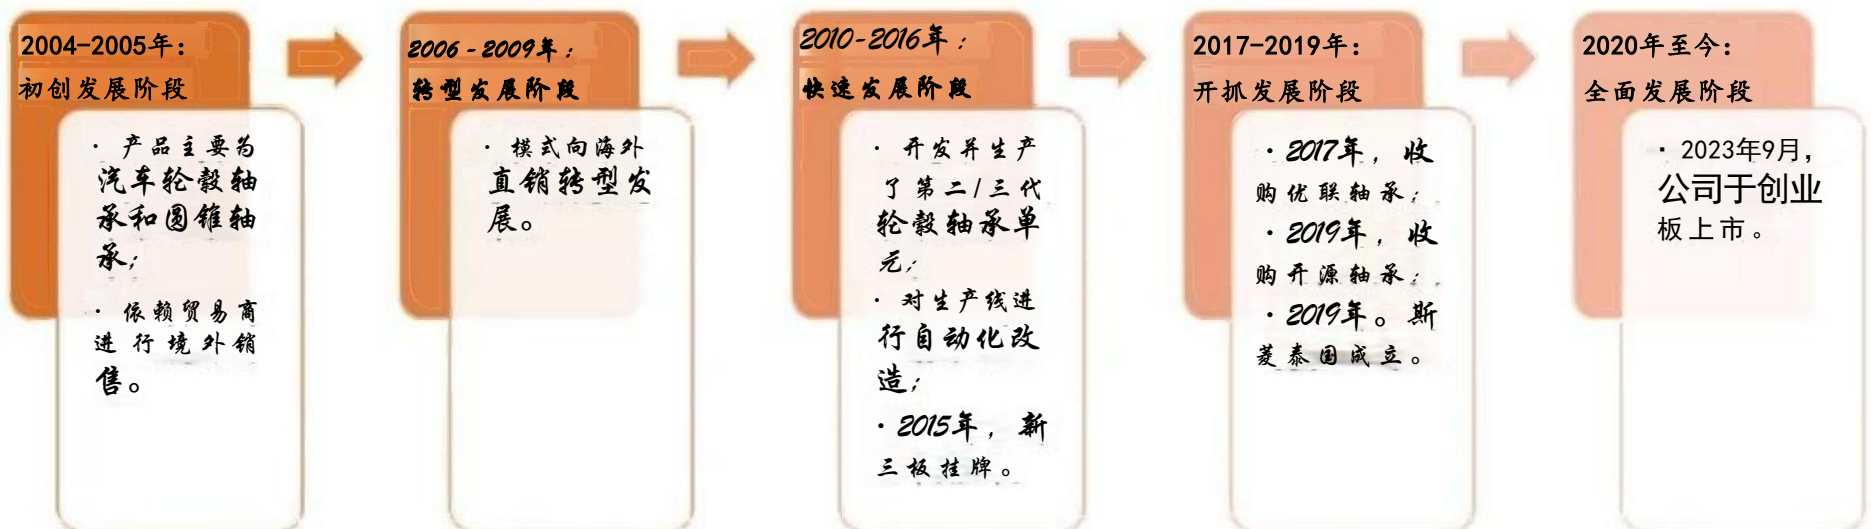 2004-2005年：
初创发展阶段
· 产品主要为
汽车轮毂轴
承和圆锥轴
承;
· 依赖贸易商
进行境外销
售。
2006-2009年：
转型发展阶段
· 模式向海外
直销转型发
展。
2010-2016年：
快速发展阶段
· 开发并生产
了第二/三代
轮毂轴承单
元;
· 对生产线进
行自动化改
造;
· 2015年，新
三板挂牌。
2017-2019年：
开抓发展阶段
· 2017年，收
购优联轴承;
· 2019年，收
购开源轴承;
· 2019年。斯
菱泰国成立。
2020年至今：
全面发展阶段
· 2023年9月，
公司于创业
板上市。